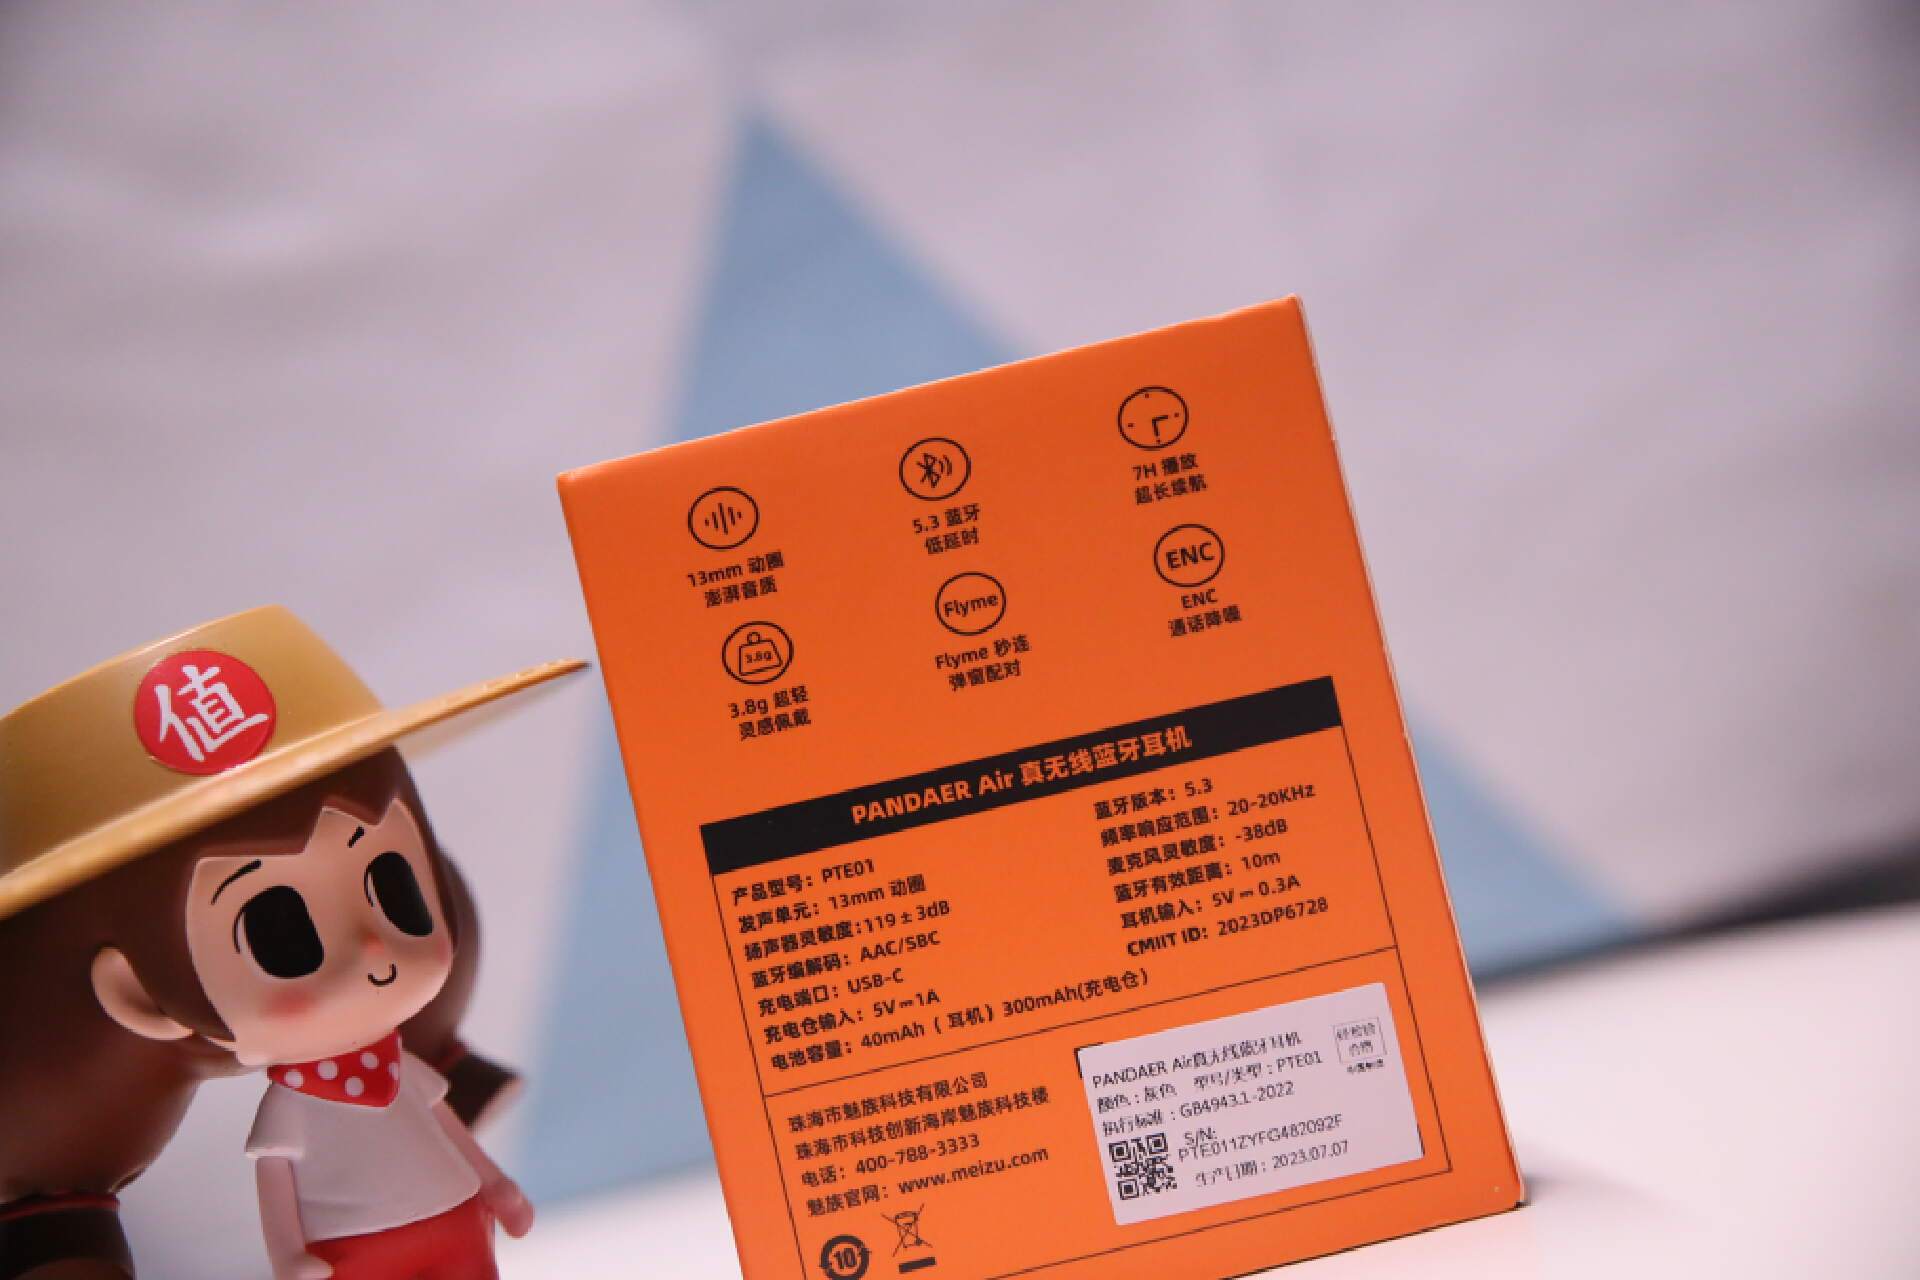 值
13mm 动圈
澎湃音质
5.3 蓝牙
低延时
7H 播放
超长续航
3.8g
3.8g 超轻
灵感佩戴
Flyme
Flyme 秒连
弹窗配对
ENC
ENC
通话降噪
PANDAER Air 真无线蓝牙耳机
产品型号：PTE01
发声单元：13mm 动圈
扬声器灵敏度:119 ± 3dB
蓝牙编解码：AAC/SBC
充电端口：USB-C
充电仓输入：5V⎓1A
电池容量：40mAh（ 耳机）300mAh(充电仓）
蓝牙版本：5.3
频率响应范围：20-20KHz
麦克风灵敏度：-38dB
蓝牙有效距离：10m
耳机输入：5V⎓0.3A
CMIIT ID：2023DP6728
珠海市魅族科技有限公司
珠海市科技创新海岸魅族科技楼
电话：400-788-3333
魅族官网：www.meizu.com
10
PANDAER Air真无线蓝牙耳机
颜色：灰色 型号/类型：PTE01
执行标准：GB4943.1-2022
S/N:
PTE011ZYFG482092F
生产日期：2023.07.07
经检验
合格
中国制造